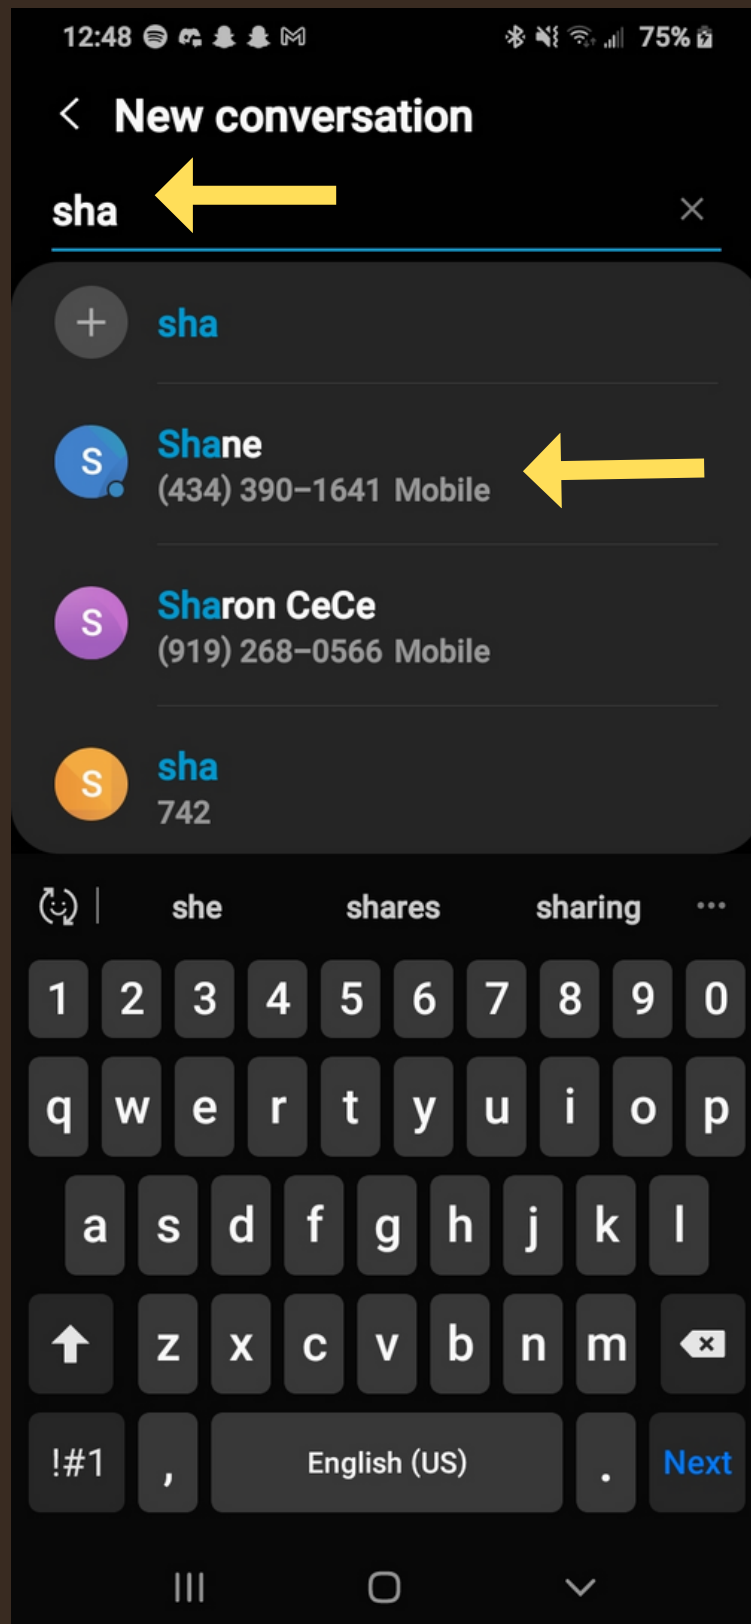 12:48 75%
New conversation
sha
sha
S Shane
(434) 390-1641 Mobile
S Sharon CeCe
(919) 268-0566 Mobile
S sha
742
she shares sharing
1 2 3 4 5 6 7 8 9 0
q w e r t y u i o p
a s d f g h j k l
z x c v b n m
!#1 , English (US) . Next